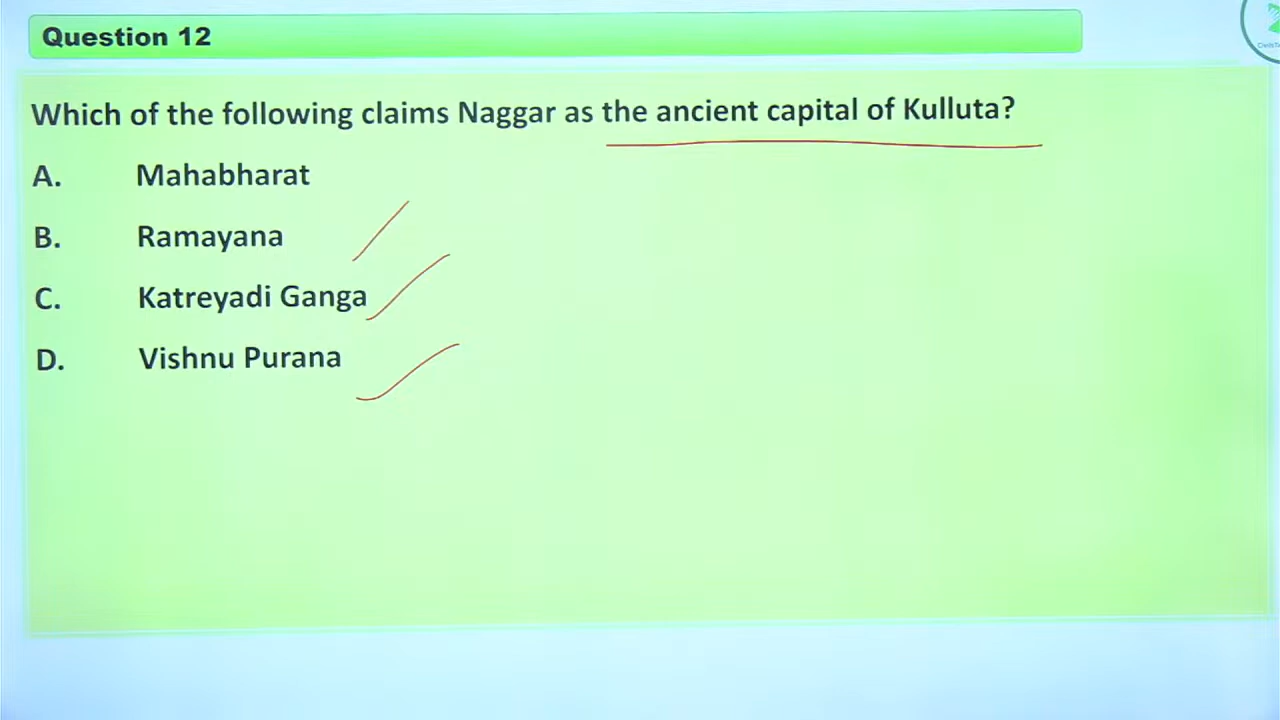 Question 12
Which of the following claims Naggar as the ancient capital of Kulluta?
A. Mahabharat
B. Ramayana
C. Katreyadi Ganga
D. Vishnu Purana